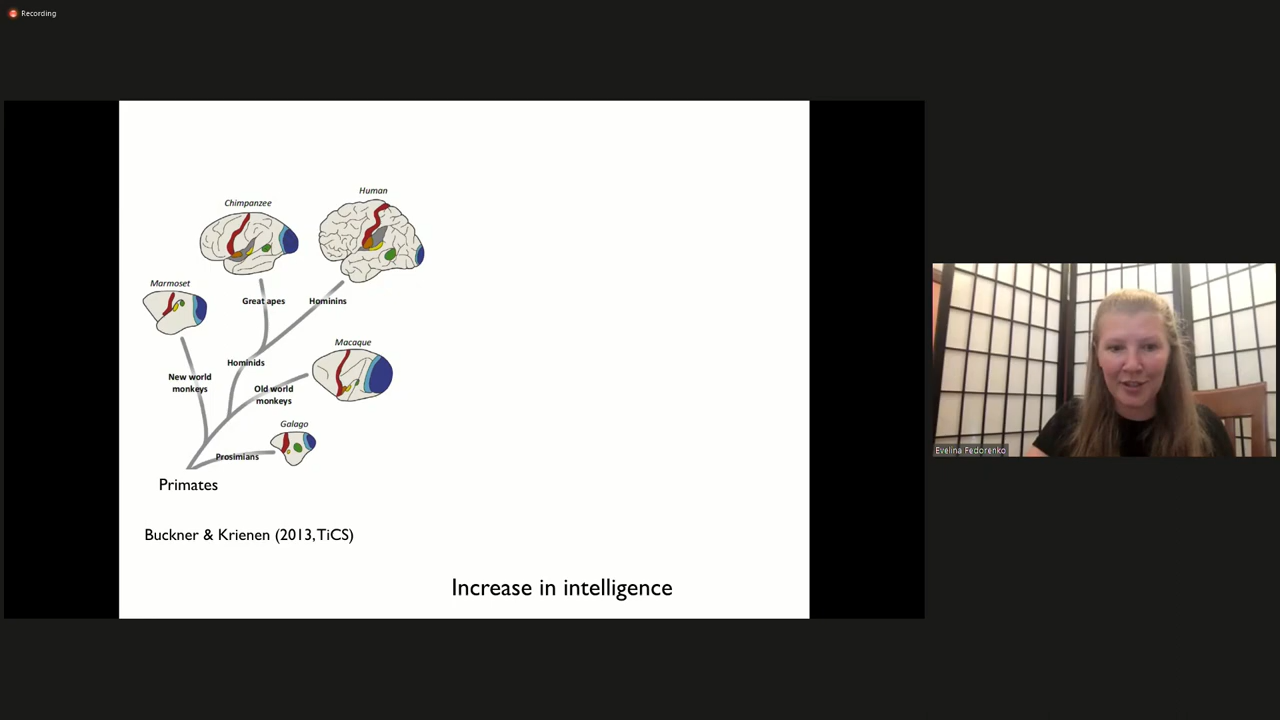 Recording
Human
Chimpanzee
Marmoset
Great apes
Hominins
Macaque
Hominids
New world
monkeys
Old world
monkeys
Galago
Prosimians
Primates
Buckner & Krienen (2013, TiCS)
Increase in intelligence
Evelina Fedorenko